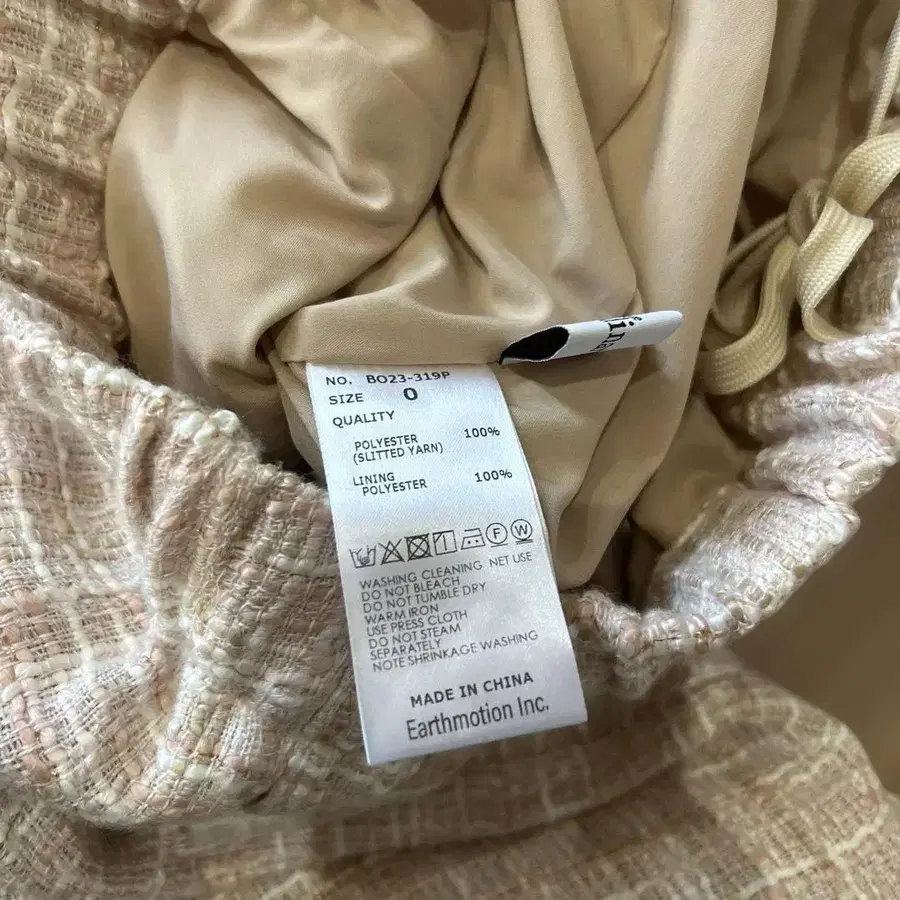 NO. BO23-319P
SIZE 0
QUALITY
POLYESTER 100%
(SLITTED YARN)
LINING
POLYESTER 100%
F W
WASHING CLEANING NET USE
DO NOT BLEACH
DO NOT TUMBLE DRY
WARM IRON
USE PRESS CLOTH
DO NOT STEAM
SEPARATELY
NOTE SHRINKAGE WASHING
MADE IN CHINA
Earthmotion Inc.